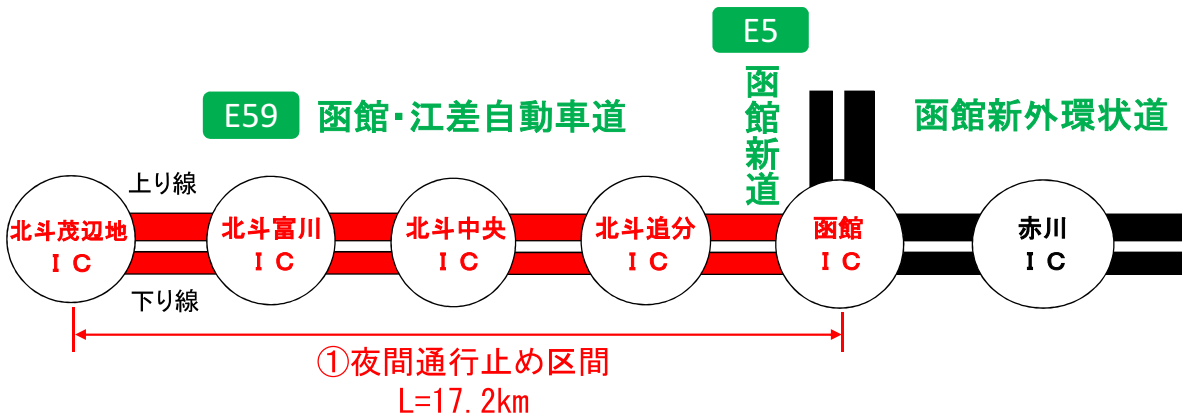 E5
函館新道
E59 函館・江差自動車道
函館新外環状道
上り線
北斗茂辺地
ＩＣ
北斗富川
ＩＣ
北斗中央
ＩＣ
北斗追分
ＩＣ
函館
ＩＣ
赤川
ＩＣ
下り線
①夜間通行止め区間
L=17.2km